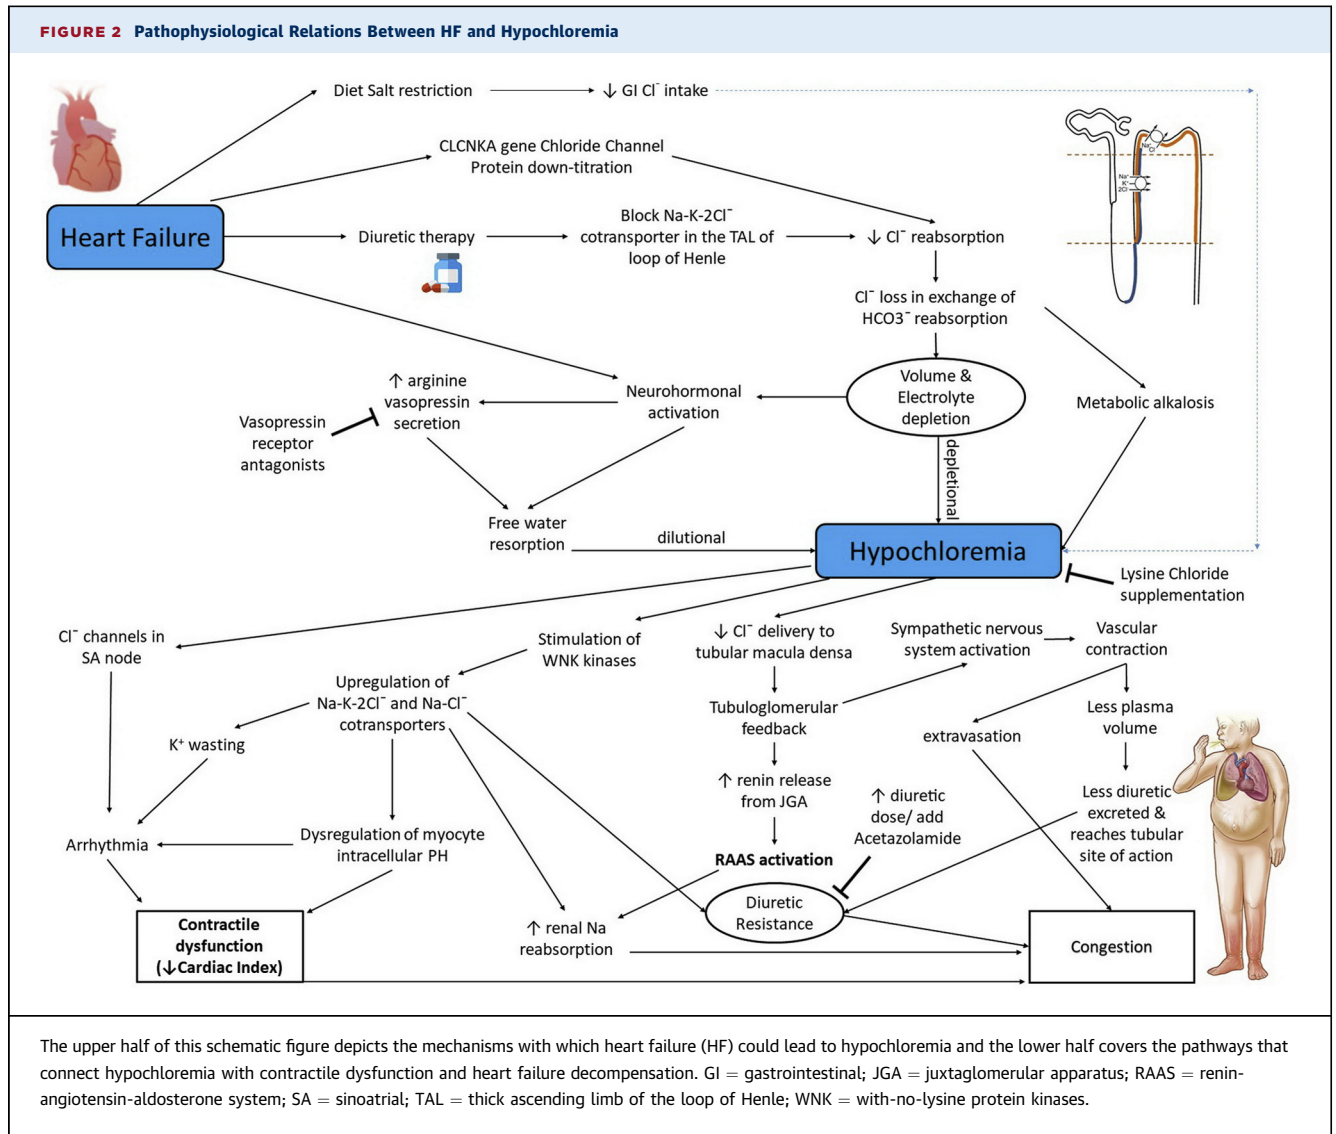 FIGURE 2 Pathophysiological Relations Between HF and Hypochloremia
Diet Salt restriction
↓ GI Cl⁻ intake
CLCNKA gene Chloride Channel
Protein down-titration
Heart Failure
Diuretic therapy
Block Na-K-2Cl⁻
cotransporter in the TAL of
loop of Henle
↓ Cl⁻ reabsorption
Na⁺
Cl⁻
Na⁺
K⁺
2Cl⁻
Cl⁻ loss in exchange of
HCO3⁻ reabsorption
Volume &
Electrolyte
depletion
Neurohormonal
activation
↑ arginine
vasopressin
secretion
Vasopressin
receptor
antagonists
Metabolic alkalosis
depletional
Free water
resorption
dilutional
Hypochloremia
Lysine Chloride
supplementation
Cl⁻ channels in
SA node
Stimulation of
WNK kinases
↓ Cl⁻ delivery to
tubular macula densa
Sympathetic nervous
system activation
Vascular
contraction
Upregulation of
Na-K-2Cl⁻ and Na-Cl⁻
cotransporters
Tubuloglomerular
feedback
extravasation
Less plasma
volume
K⁺ wasting
↑ renin release
from JGA
↑ diuretic
dose/ add
Acetazolamide
Less diuretic
excreted &
reaches tubular
site of action
Arrhythmia
Dysregulation of myocyte
intracellular PH
RAAS activation
Diuretic
Resistance
Contractile
dysfunction
(↓Cardiac Index)
↑ renal Na
reabsorption
Congestion
The upper half of this schematic figure depicts the mechanisms with which heart failure (HF) could lead to hypochloremia and the lower half covers the pathways that
connect hypochloremia with contractile dysfunction and heart failure decompensation. GI = gastrointestinal; JGA = juxtaglomerular apparatus; RAAS = renin-
angiotensin-aldosterone system; SA = sinoatrial; TAL = thick ascending limb of the loop of Henle; WNK = with-no-lysine protein kinases.